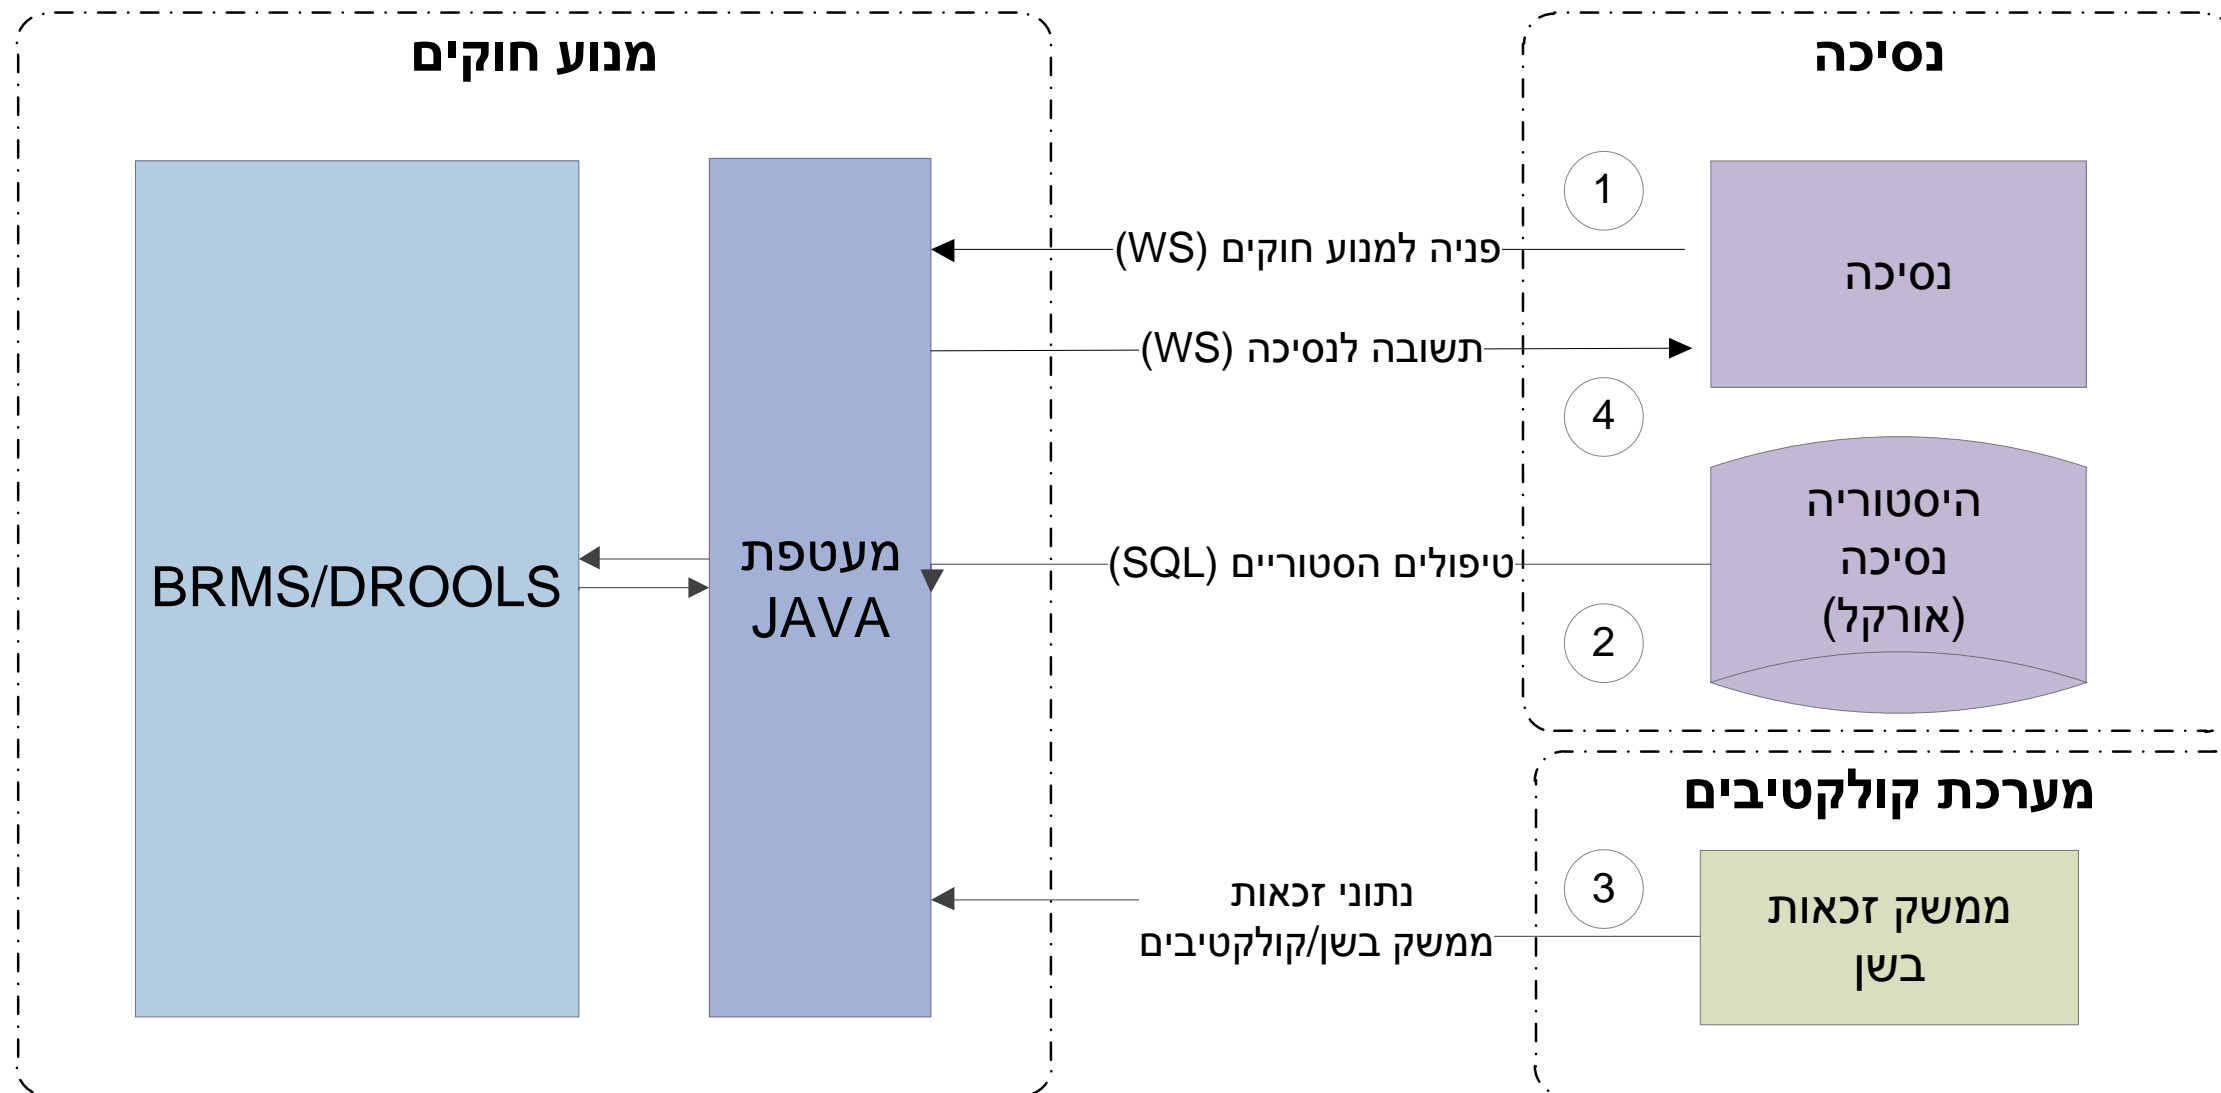 נסיכה
מנוע חוקים
1
נסיכה
פניה למנוע חוקים (WS)
תשובה לנסיכה (WS)
4
היסטוריה
נסיכה
(אורקל)
טיפולים הסטוריים (SQL)
2
מעטפת
JAVA
BRMS/DROOLS
מערכת קולקטיבים
3
ממשק זכאות
בשן
נתוני זכאות
ממשק בשן/קולקטיבים